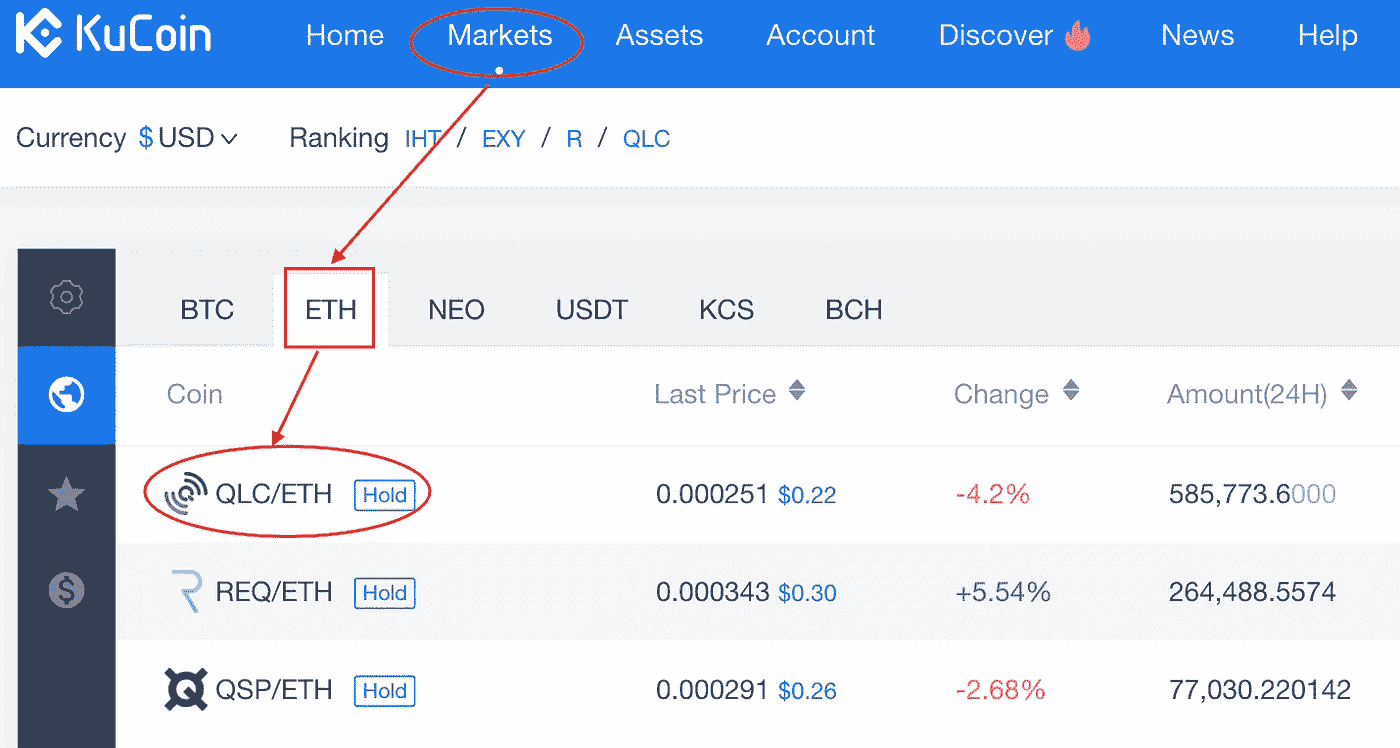 KuCoin Home Markets Assets Account Discover News Help
Currency $ USD Ranking IHT / EXY / R / QLC
BTC ETH NEO USDT KCS BCH
Coin Last Price Change Amount(24H)
QLC/ETH Hold 0.000251 $0.22 -4.2% 585,773.6000
REQ/ETH Hold 0.000343 $0.30 +5.54% 264,488.5574
QSP/ETH Hold 0.000291 $0.26 -2.68% 77,030.220142